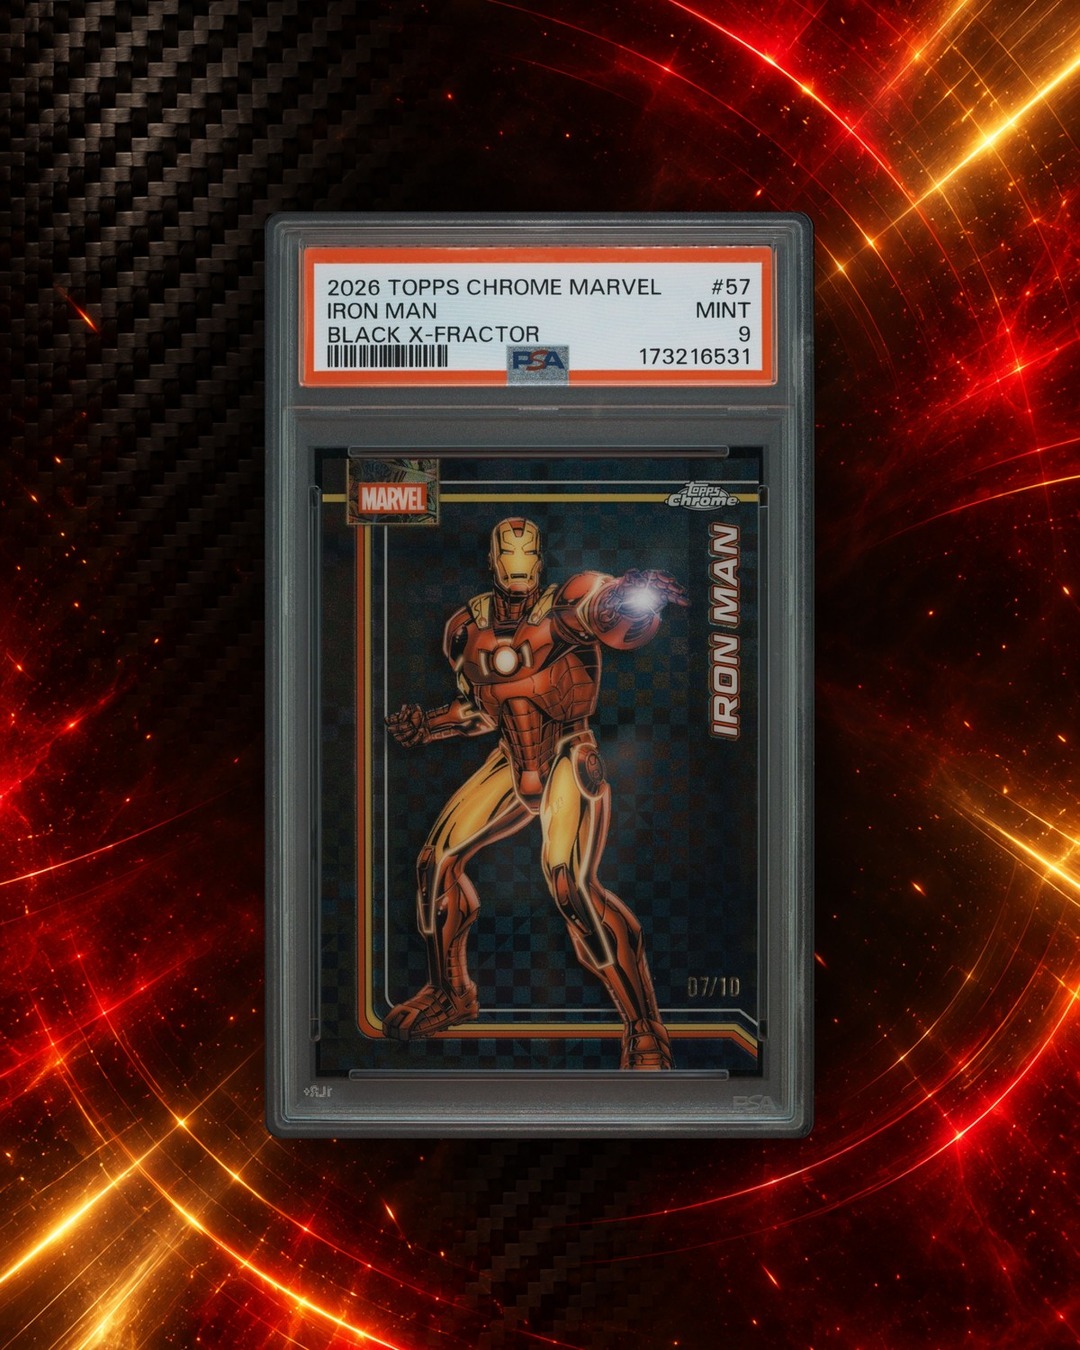 2026 TOPPS CHROME MARVEL #57
IRON MAN MINT
BLACK X-FRACTOR 9
PSA 173216531
MARVEL
Topps Chrome
IRON MAN
07/10
PSA